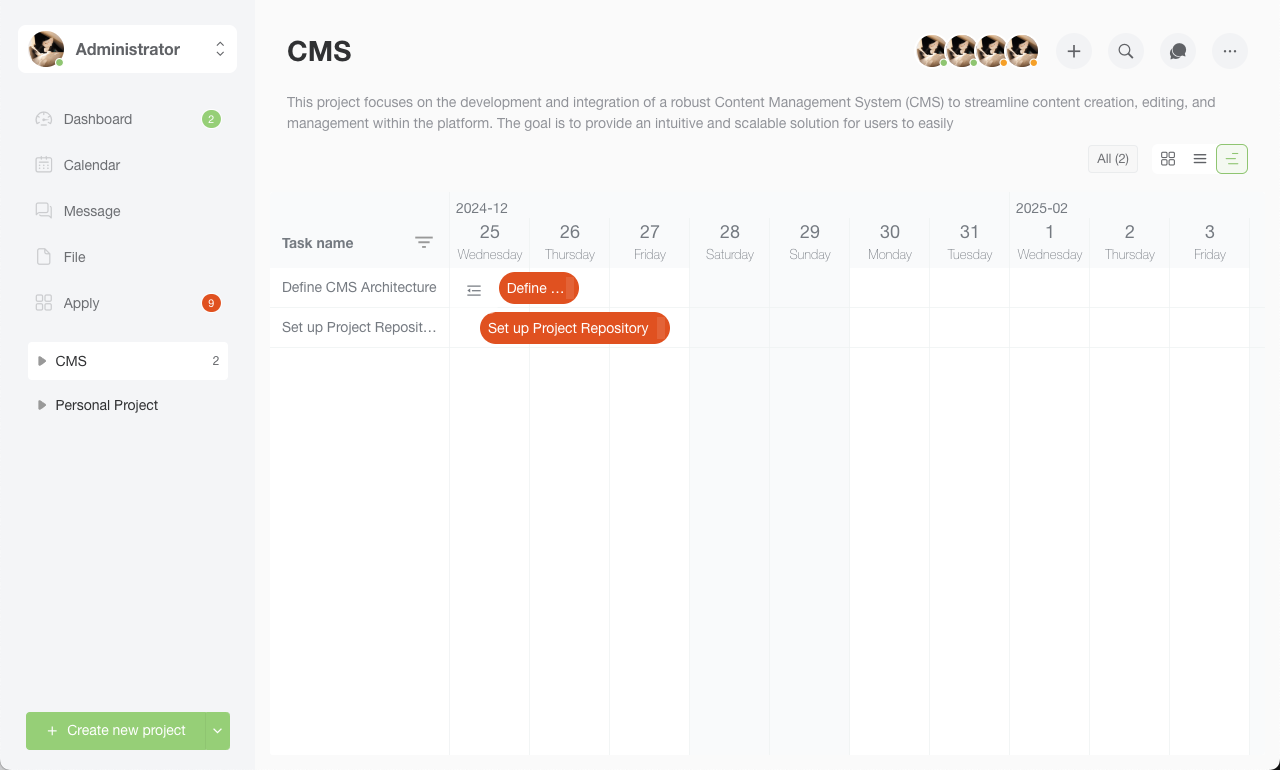 Administrator
Dashboard 2
Calendar
Message
File
Apply 9
CMS 2
Personal Project
Create new project
CMS
This project focuses on the development and integration of a robust Content Management System (CMS) to streamline content creation, editing, and
management within the platform. The goal is to provide an intuitive and scalable solution for users to easily
All (2)
2024-12 2025-02
Task name
25 26 27 28 29 30 31 1 2 3
Wednesday Thursday Friday Saturday Sunday Monday Tuesday Wednesday Thursday Friday
Define CMS Architecture Define ...
Set up Project Reposit... Set up Project Repository